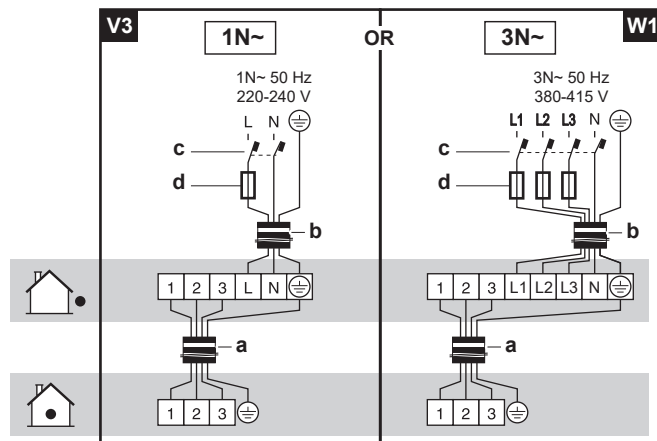 V3 1N~ OR 3N~ W1
1N~ 50 Hz
220-240 V
L N
c
d
b
1 2 3 L N
a
1 2 3
3N~ 50 Hz
380-415 V
L1 L2 L3 N
c
d
b
1 2 3 L1 L2 L3 N
a
1 2 3